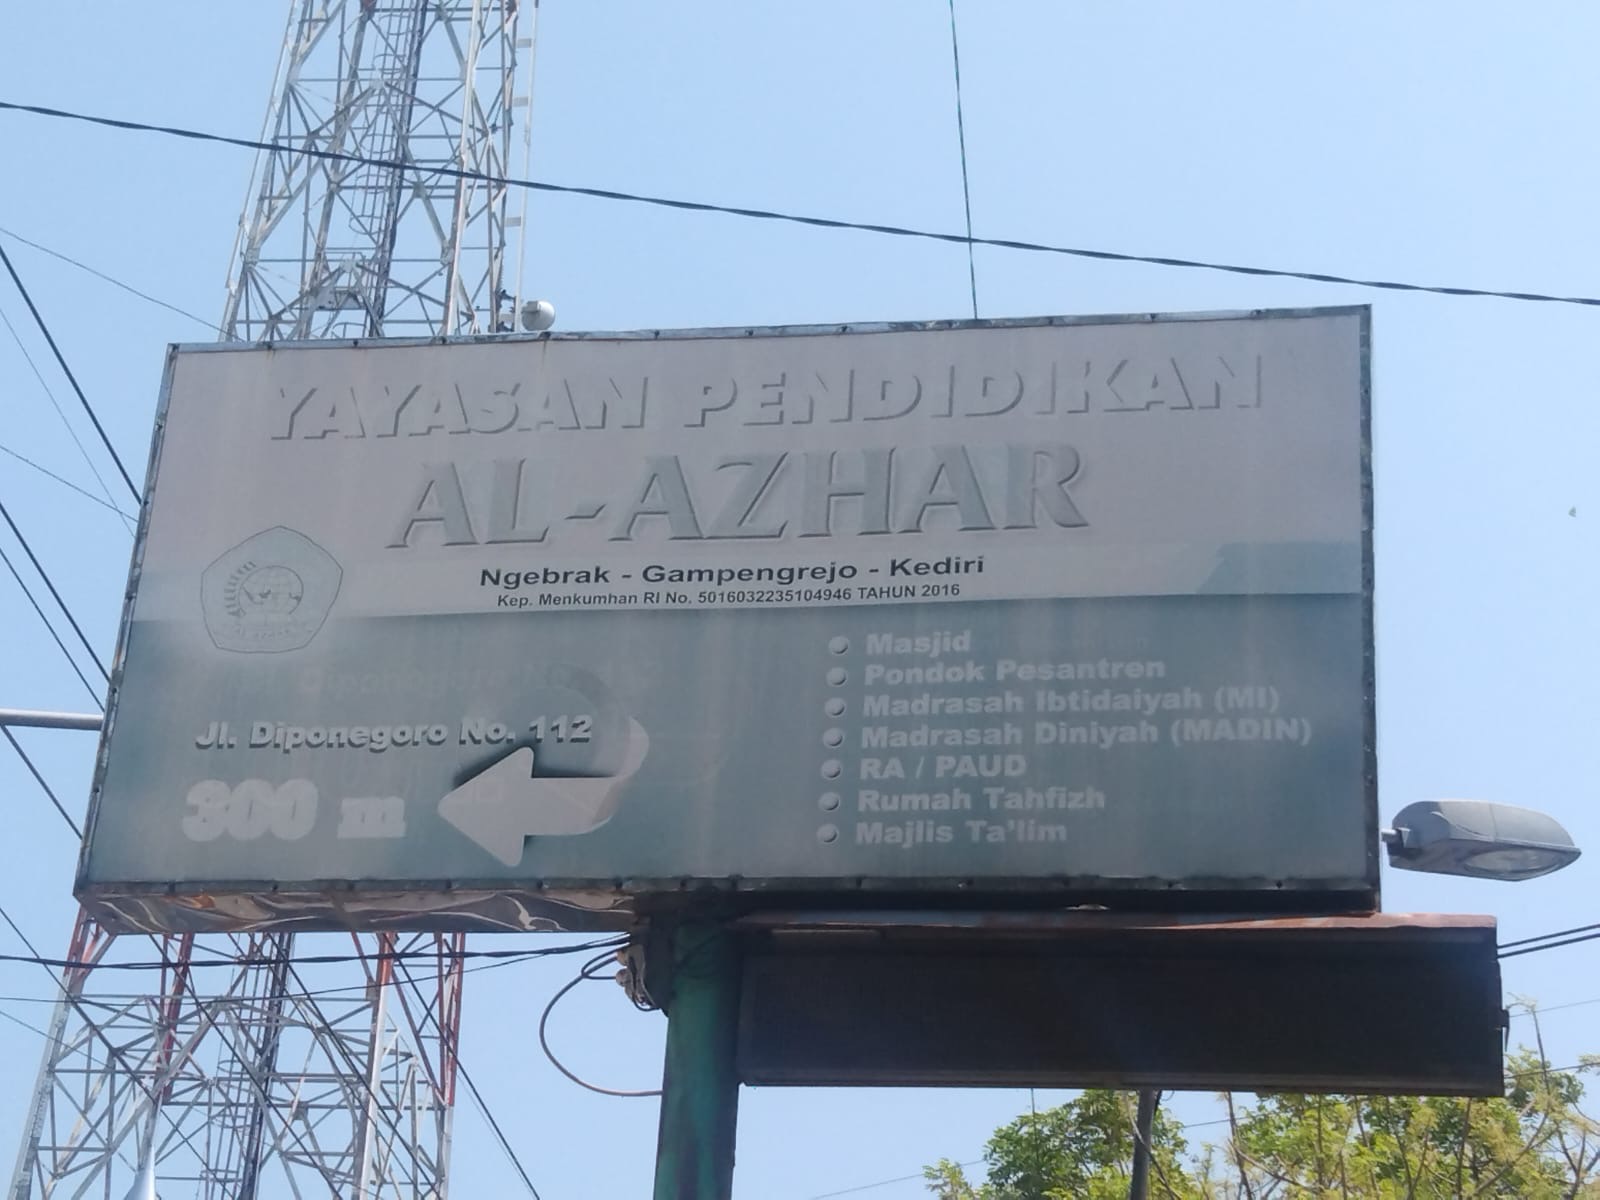 YAYASAN PENDIDIKAN
AL-AZHAR
Ngebrak - Gampengrejo - Kediri
Kep. Menkumhan RI No. 5016032235104946 TAHUN 2016
Jl. Diponegoro No. 112
300 m
Masjid
Pondok Pesantren
Madrasah Ibtidaiyah (MI)
Madrasah Diniyah (MADIN)
RA / PAUD
Rumah Tahfizh
Majlis Ta'lim